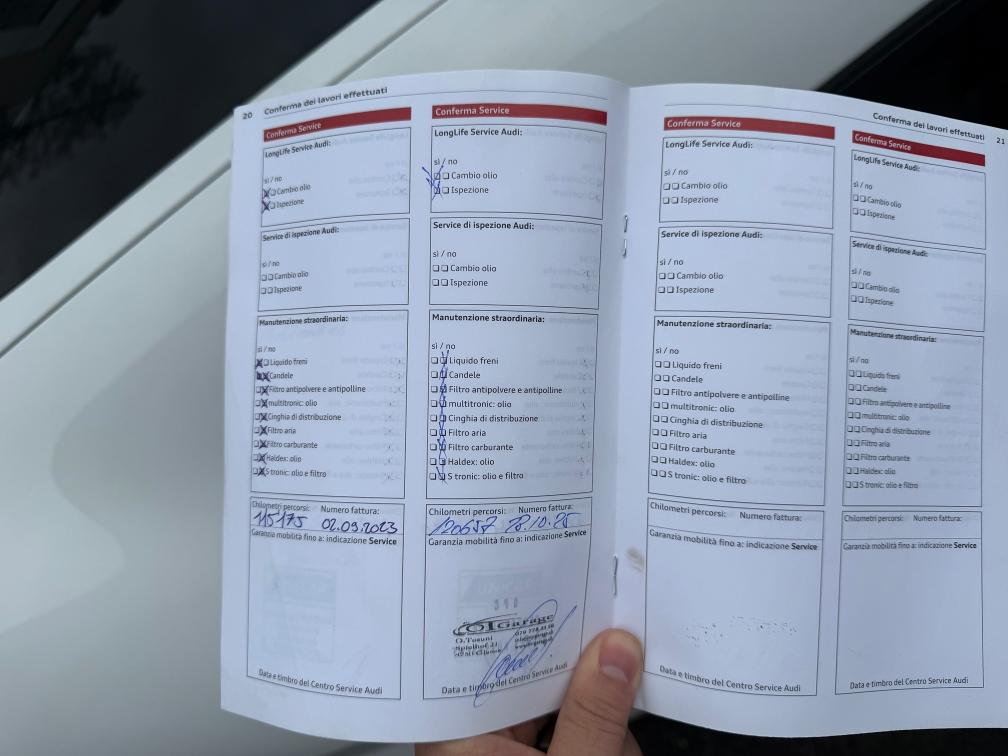 20 Conferma dei lavori effettuati
Conferma Service
LongLife Service Audi:
sì / no
Cambio olio
Ispezione
Service di ispezione Audi:
sì / no
Cambio olio
Ispezione
Manutenzione straordinaria:
sì / no
Liquido freni
Candele
Filtro antipolvere e antipolline
multitronic: olio
Cinghia di distribuzione
Filtro aria
Filtro carburante
Haldex: olio
S tronic: olio e filtro
Chilometri percorsi: Numero fattura:
115175 02.09.2023
Garanzia mobilità fino a: indicazione Service
Data e timbro del Centro Service Audi
Conferma Service
LongLife Service Audi:
sì / no
Cambio olio
Ispezione
Service di ispezione Audi:
sì / no
Cambio olio
Ispezione
Manutenzione straordinaria:
sì / no
Liquido freni
Candele
Filtro antipolvere e antipolline
multitronic: olio
Cinghia di distribuzione
Filtro aria
Filtro carburante
Haldex: olio
S tronic: olio e filtro
Chilometri percorsi: Numero fattura:
120657 28.10.25
Garanzia mobilità fino a: indicazione Service
Garage
Data e timbro del Centro Service Audi
Conferma dei lavori effettuati 21
Conferma Service
LongLife Service Audi:
sì / no
Cambio olio
Ispezione
Service di ispezione Audi:
sì / no
Cambio olio
Ispezione
Manutenzione straordinaria:
sì / no
Liquido freni
Candele
Filtro antipolvere e antipolline
multitronic: olio
Cinghia di distribuzione
Filtro aria
Filtro carburante
Haldex: olio
S tronic: olio e filtro
Chilometri percorsi: Numero fattura:
Garanzia mobilità fino a: indicazione Service
Data e timbro del Centro Service Audi
Conferma Service
LongLife Service Audi:
sì / no
Cambio olio
Ispezione
Service di ispezione Audi:
sì / no
Cambio olio
Ispezione
Manutenzione straordinaria:
sì / no
Liquido freni
Candele
Filtro antipolvere e antipolline
multitronic: olio
Cinghia di distribuzione
Filtro aria
Filtro carburante
Haldex: olio
S tronic: olio e filtro
Chilometri percorsi: Numero fattura:
Garanzia mobilità fino a: indicazione Service
Data e timbro del Centro Service Audi